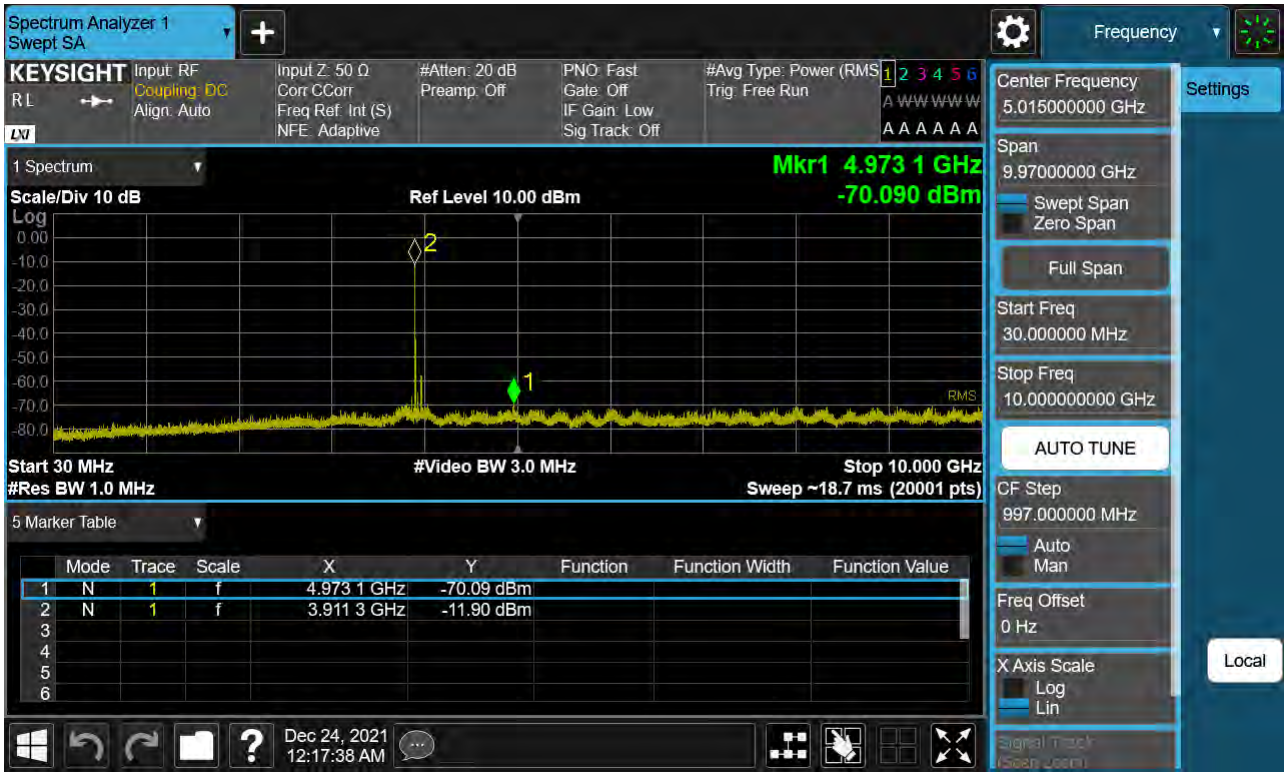 Spectrum Analyzer 1
Swept SA
+
Frequency
KEYSIGHT
RL
LXI
Input: RF
Coupling: DC
Align: Auto
Input Z: 50 Ω
Corr CCorr
Freq Ref: Int (S)
NFE: Adaptive
#Atten: 20 dB
Preamp: Off
PNO: Fast
Gate: Off
IF Gain: Low
Sig Track: Off
#Avg Type: Power (RMS
Trig: Free Run
1 2 3 4 5 6
A W W W W W
A A A A A A
1 Spectrum
Mkr1 4.973 1 GHz
-70.090 dBm
Scale/Div 10 dB
Ref Level 10.00 dBm
Log
0.00
-10.0
-20.0
-30.0
-40.0
-50.0
-60.0
-70.0
-80.0
2
1
RMS
Start 30 MHz
#Video BW 3.0 MHz
Stop 10.000 GHz
#Res BW 1.0 MHz
Sweep ~18.7 ms (20001 pts)
5 Marker Table
Mode Trace Scale X Y Function Function Width Function Value
1 N 1 f 4.973 1 GHz -70.09 dBm
2 N 1 f 3.911 3 GHz -11.90 dBm
3
4
5
6
?
Dec 24, 2021
12:17:38 AM
Center Frequency
5.015000000 GHz
Settings
Span
9.97000000 GHz
Swept Span
Zero Span
Full Span
Start Freq
30.000000 MHz
Stop Freq
10.000000000 GHz
AUTO TUNE
CF Step
997.000000 MHz
Auto
Man
Freq Offset
0 Hz
X Axis Scale
Log
Lin
Local
Signal Track
(Span Zoom)